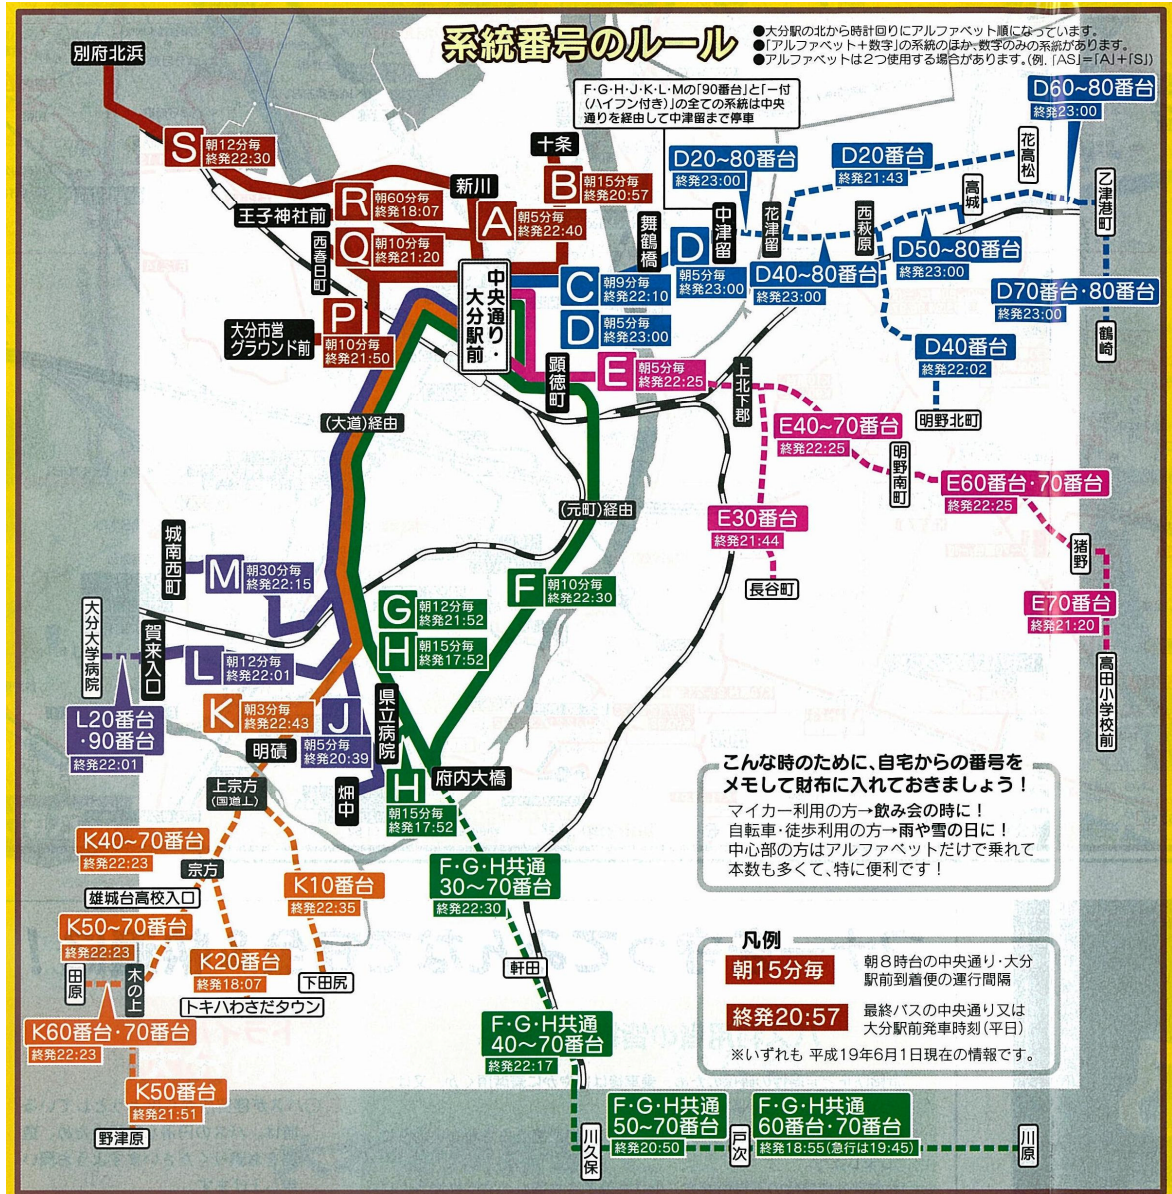 系統番号のルール
●大分駅の北から時計回りにアルファベット順になっています。
●「アルファベット+数字」の系統のほか、数字のみの系統があります。
●アルファベットは2つ使用する場合があります。(例.「AS」=「A」+「S」)
別府北浜
F・G・H・J・K・L・Mの「90番台」と「−付
(ハイフン付き)」の全ての系統は中央
通りを経由して中津留まで停車
D60~80番台
終発23:00
S
朝12分毎
終発22:30
十条
B
朝15分毎
終発20:57
D20~80番台
終発23:00
D20番台
終発21:43
花高松
乙津港町
新川
R
朝60分毎
終発18:07
王子神社前
A
朝5分毎
終発22:40
舞鶴橋
中津留
花津留
西萩原
高城
西春日町
Q
朝10分毎
終発21:20
D
朝5分毎
終発23:00
D50~80番台
終発23:00
D40~80番台
終発23:00
中央通り・
大分駅前
C
朝9分毎
終発22:10
D70番台・80番台
終発23:00
鶴崎
P
朝10分毎
終発21:50
大分市営
グラウンド前
D
朝5分毎
終発23:00
D40番台
終発22:02
明野北町
顕徳町
E
朝5分毎
終発22:25
上北下郡
(大道)経由
E40~70番台
終発22:25
明野南町
E60番台・70番台
終発22:25
(元町)経由
E30番台
終発21:44
長谷町
猪野
城南西町
M
朝30分毎
終発22:15
F
朝10分毎
終発22:30
E70番台
終発21:20
高田小学校前
G
朝12分毎
終発21:52
H
朝15分毎
終発17:52
大分大学病院
賀来入口
L
朝12分毎
終発22:01
L20番台
・90番台
終発22:01
K
朝3分毎
終発22:43
J
朝5分毎
終発20:39
県立病院
明磧
畑中
H
朝15分毎
終発17:52
府内大橋
上宗方
(国道上)
こんな時のために、自宅からの番号を
メモして財布に入れておきましょう!
マイカー利用の方→飲み会の時に!
自転車・徒歩利用の方→雨や雪の日に!
中心部の方はアルファベットだけで乗れて
本数も多くて、特に便利です!
K40~70番台
終発22:23
宗方
雄城台高校入口
K10番台
終発22:35
F・G・H共通
30~70番台
終発22:30
K50~70番台
終発22:23
田原
木の上
K20番台
終発18:07
トキハわさだタウン
下田尻
軒田
凡例
朝15分毎
朝8時台の中央通り・大分
駅前到着便の運行間隔
終発20:57
最終バスの中央通り又は
大分駅前発車時刻(平日)
※いずれも 平成19年6月1日現在の情報です。
K60番台・70番台
終発22:23
F・G・H共通
40~70番台
終発22:17
K50番台
終発21:51
野津原
川久保
F・G・H共通
50~70番台
終発20:50
戸次
F・G・H共通
60番台・70番台
終発18:55(急行は19:45)
川原